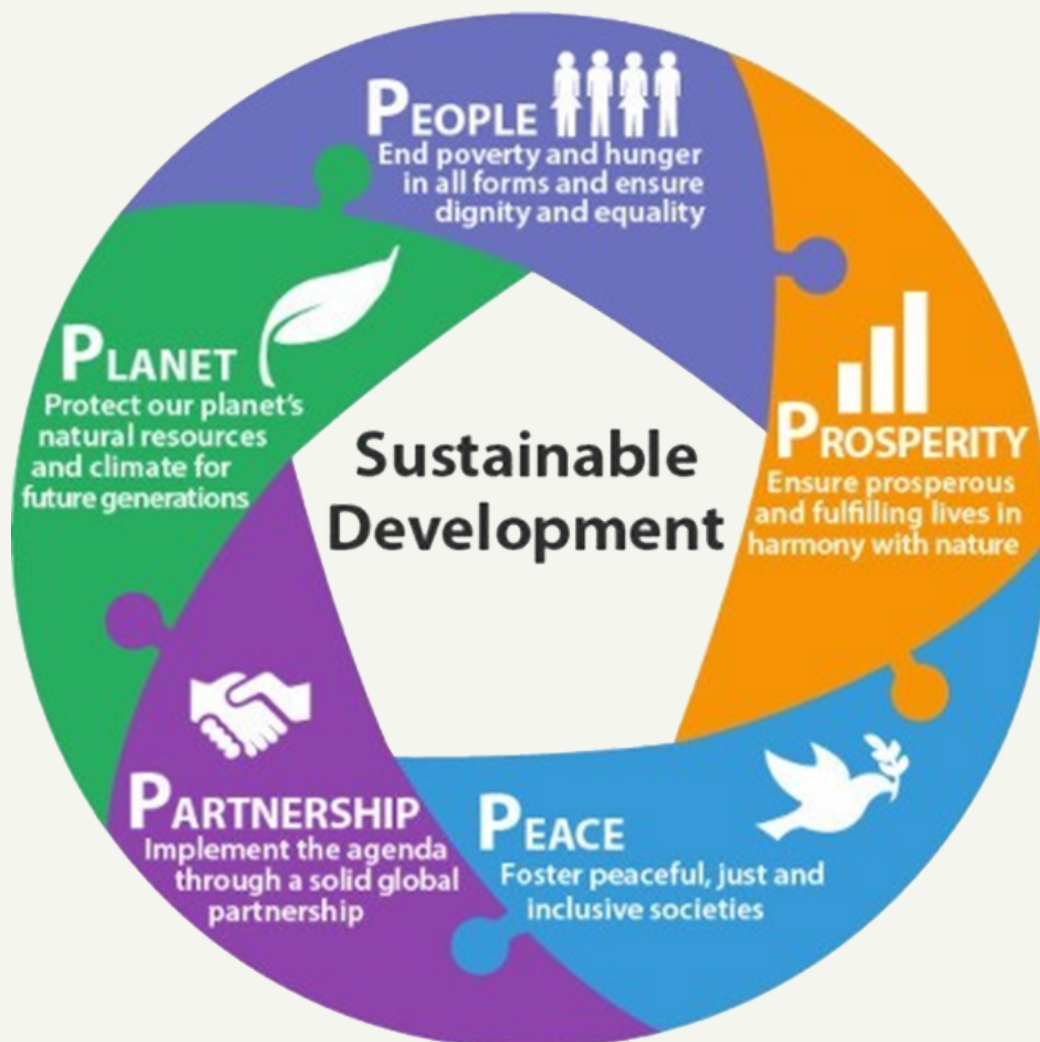 PEOPLE
End poverty and hunger
in all forms and ensure
dignity and equality
PROSPERITY
Ensure prosperous
and fulfilling lives in
harmony with nature
PEACE
Foster peaceful, just and
inclusive societies
PARTNERSHIP
Implement the agenda
through a solid global
partnership
PLANET
Protect our planet's
natural resources
and climate for
future generations
Sustainable
Development